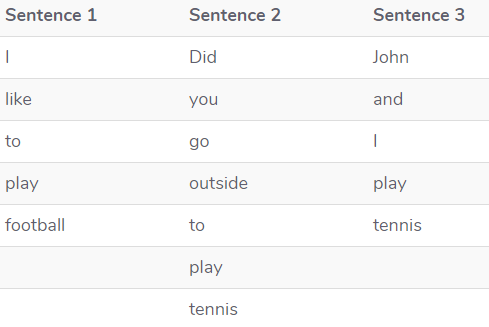 Sentence 1 Sentence 2 Sentence 3
I Did John
like you and
to go I
play outside play
football to tennis
play
tennis